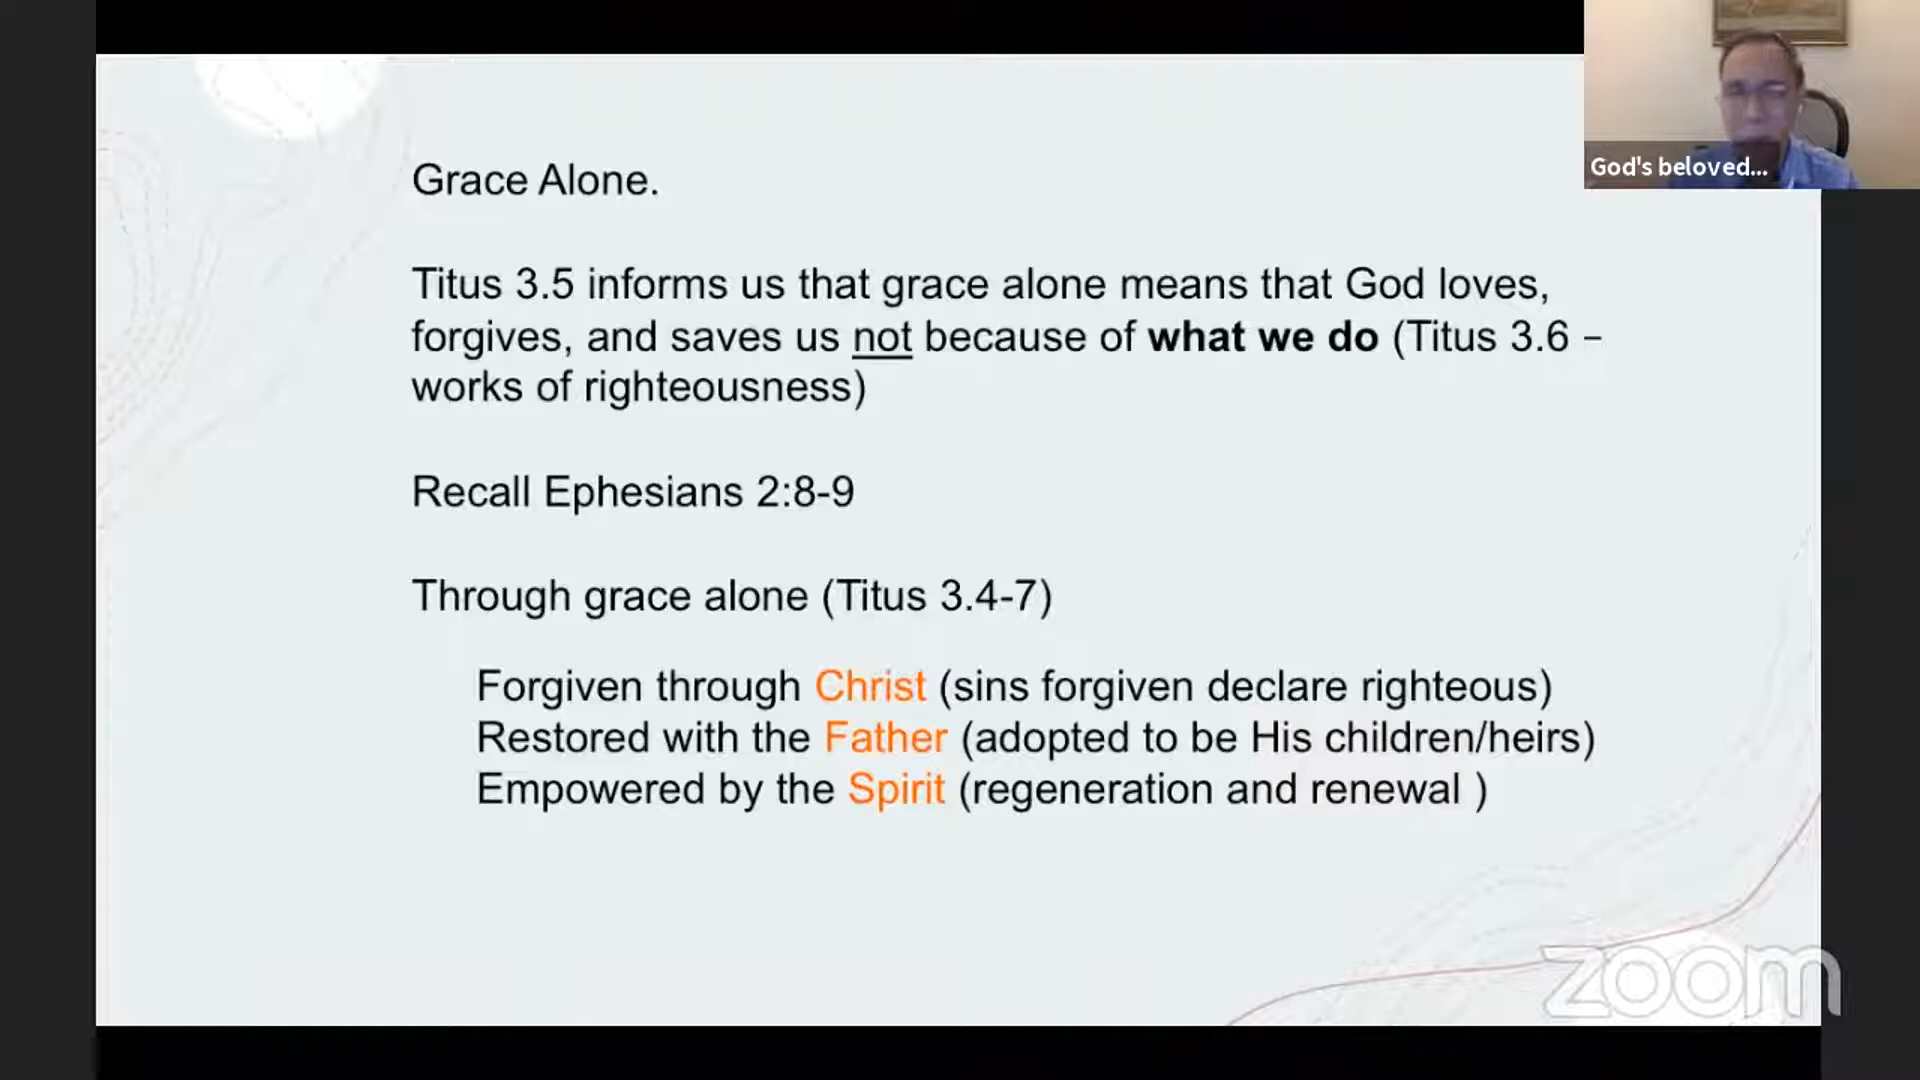 God's beloved...
Grace Alone.
Titus 3.5 informs us that grace alone means that God loves,
forgives, and saves us not because of what we do (Titus 3.6 –
works of righteousness)
Recall Ephesians 2:8-9
Through grace alone (Titus 3.4-7)
Forgiven through Christ (sins forgiven declare righteous)
Restored with the Father (adopted to be His children/heirs)
Empowered by the Spirit (regeneration and renewal )
zoom